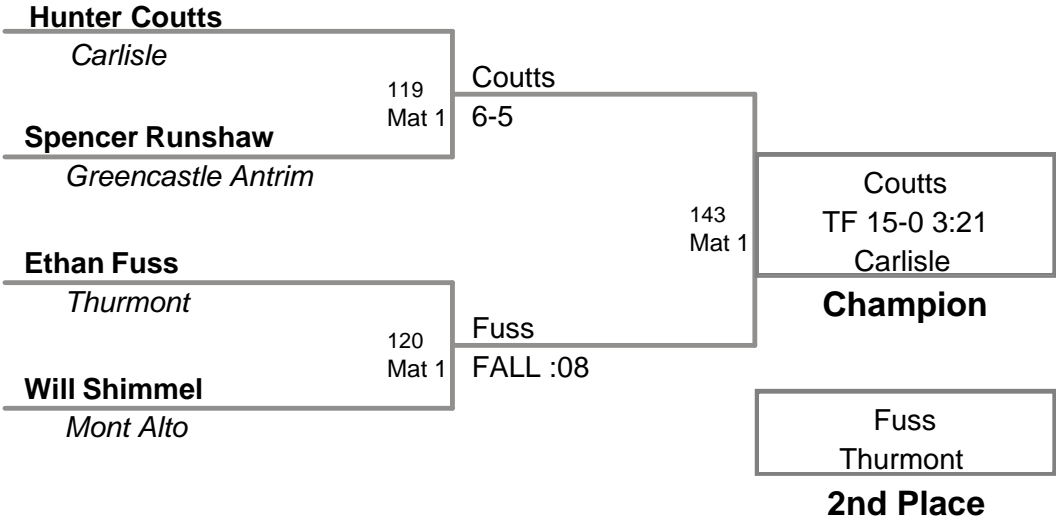 Hunter Coutts
Carlisle
119
Mat 1
Coutts
6-5
Spencer Runshaw
Greencastle Antrim
143
Mat 1
Coutts
TF 15-0 3:21
Carlisle
Champion
Ethan Fuss
Thurmont
120
Mat 1
Fuss
FALL :08
Will Shimmel
Mont Alto
Fuss
Thurmont
2nd Place